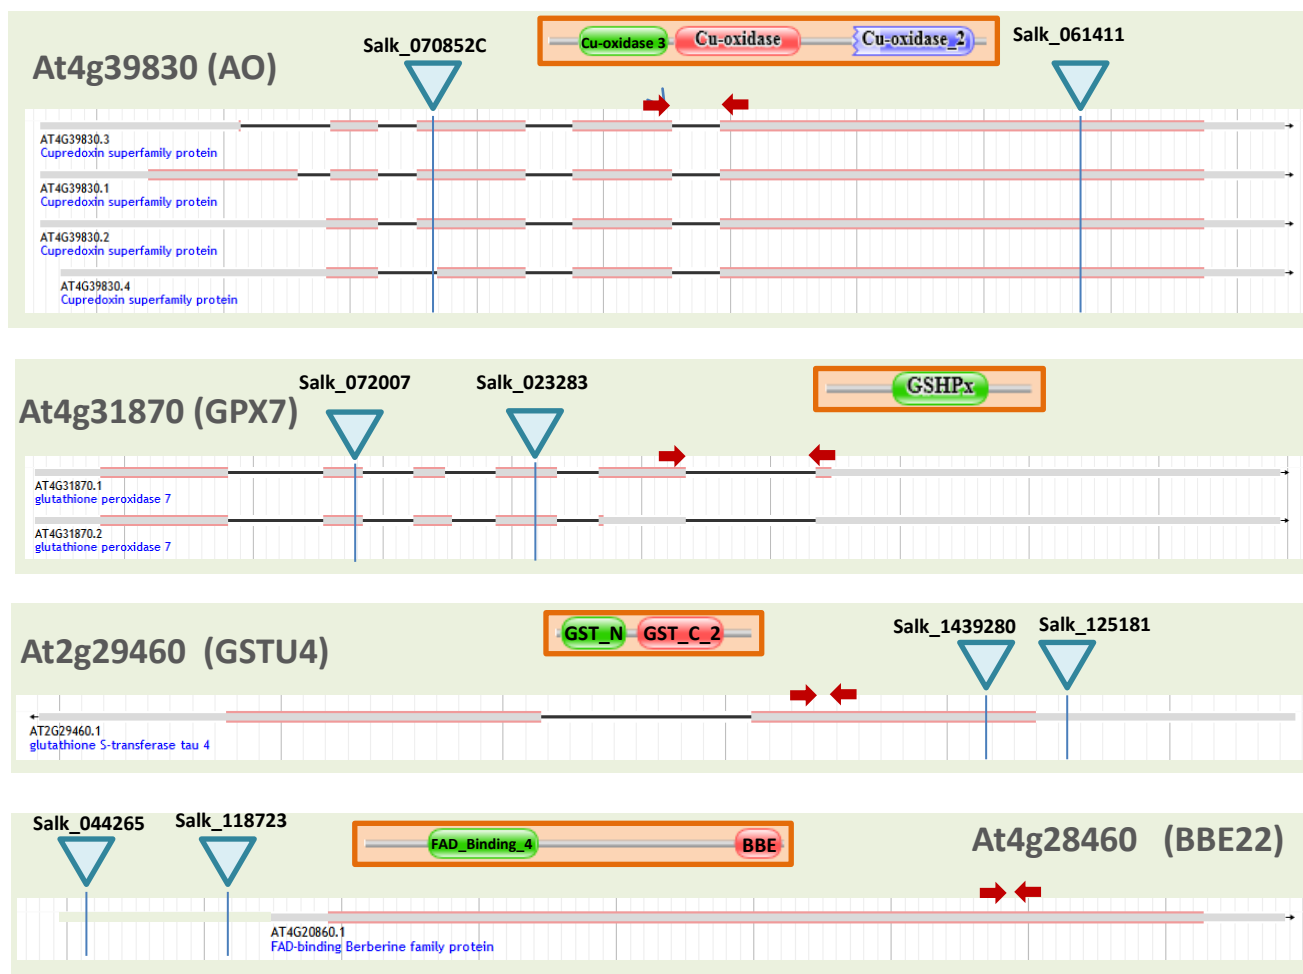 Salk_070852C
Cu-oxidase 3
Cu-oxidase
Cu-oxidase_2
Salk_061411
At4g39830 (AO)
AT4G39830.3
Cupredoxin superfamily protein
AT4G39830.1
Cupredoxin superfamily protein
AT4G39830.2
Cupredoxin superfamily protein
AT4G39830.4
Cupredoxin superfamily protein
Salk_072007
Salk_023283
GSHPx
At4g31870 (GPX7)
AT4G31870.1
glutathione peroxidase 7
AT4G31870.2
glutathione peroxidase 7
At2g29460 (GSTU4)
GST_N
GST_C_2
Salk_1439280
Salk_125181
AT2G29460.1
glutathione S-transferase tau 4
Salk_044265
Salk_118723
FAD_Binding_4
BBE
At4g28460 (BBE22)
AT4G20860.1
FAD-binding Berberine family protein